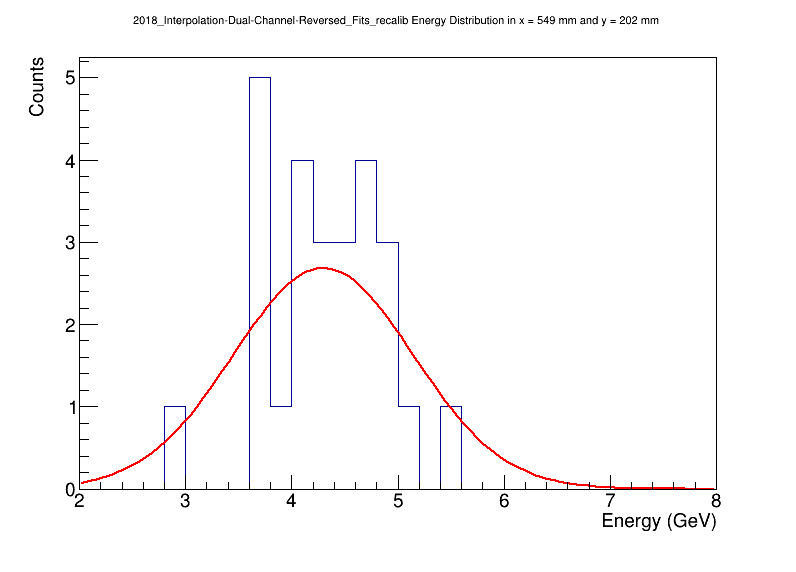 2018_Interpolation-Dual-Channel-Reversed_Fits_recalib Energy Distribution in x = 549 mm and y = 202 mm
Counts
5
4
3
2
1
0
2 3 4 5 6 7 8
Energy (GeV)